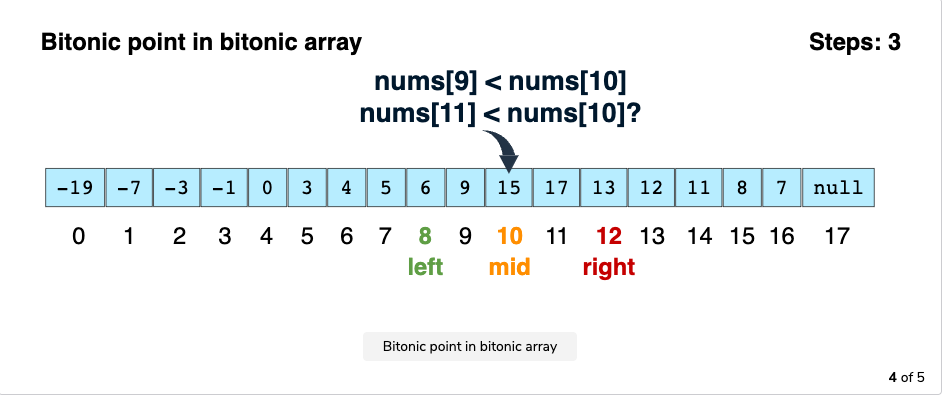 Bitonic point in bitonic array Steps: 3
nums[9] < nums[10]
nums[11] < nums[10]?
-19 -7 -3 -1 0 3 4 5 6 9 15 17 13 12 11 8 7 null
0 1 2 3 4 5 6 7 8 9 10 11 12 13 14 15 16 17
left mid right
Bitonic point in bitonic array
4 of 5